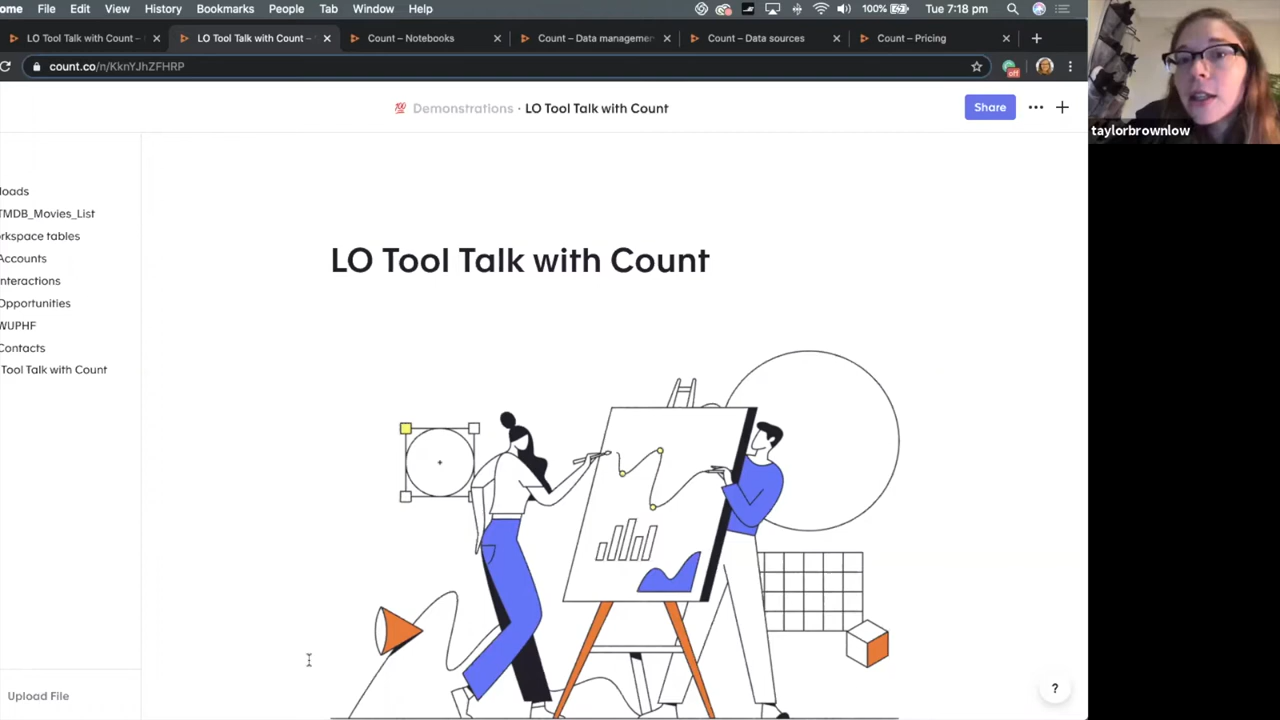 ome File Edit View History Bookmarks People Tab Window Help 100% Tue 7:18 pm
LO Tool Talk with Count – LO Tool Talk with Count – Count – Notebooks Count – Data managemen Count – Data sources Count – Pricing
count.co/n/KknYJhZFHRP
off
Demonstrations · LO Tool Talk with Count Share
taylorbrownlow
loads
TMDB_Movies_List
rkspace tables
Accounts
nteractions
Opportunities
WUPHF
Contacts
Tool Talk with Count
LO Tool Talk with Count
Upload File
?